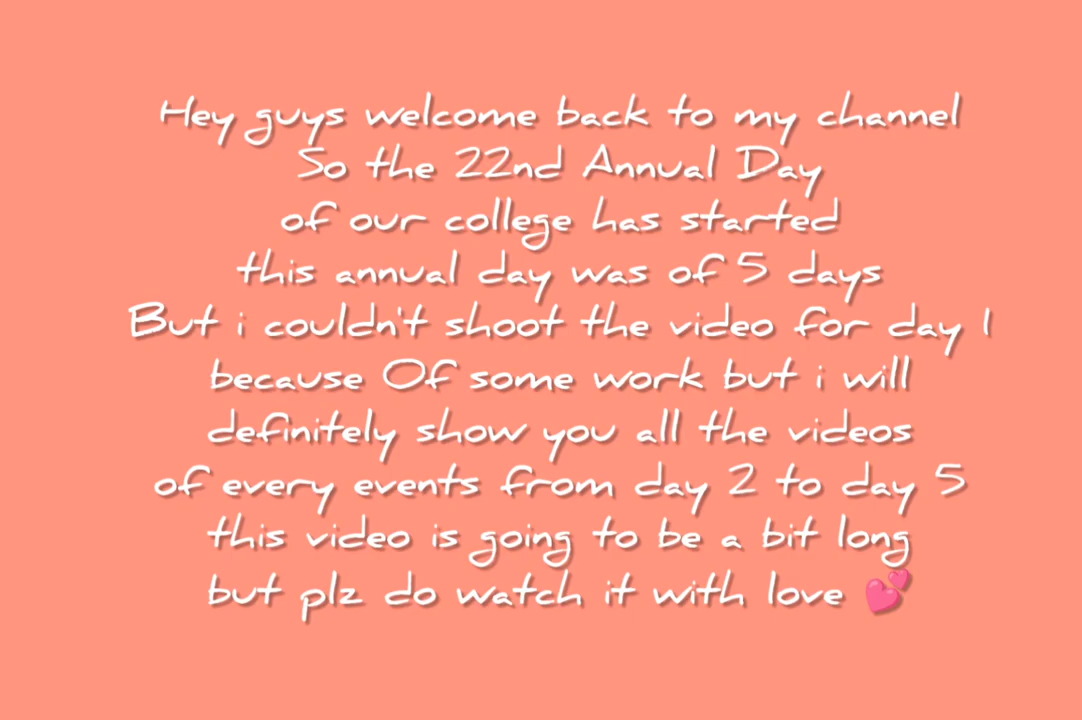 Hey guys welcome back to my channel
So the 22nd Annual Day
of our college has started
this annual day was of 5 days
But i couldn't shoot the video for day 1
because Of some work but i will
definitely show you all the videos
of every events from day 2 to day 5
this video is going to be a bit long
but plz do watch it with love 💕